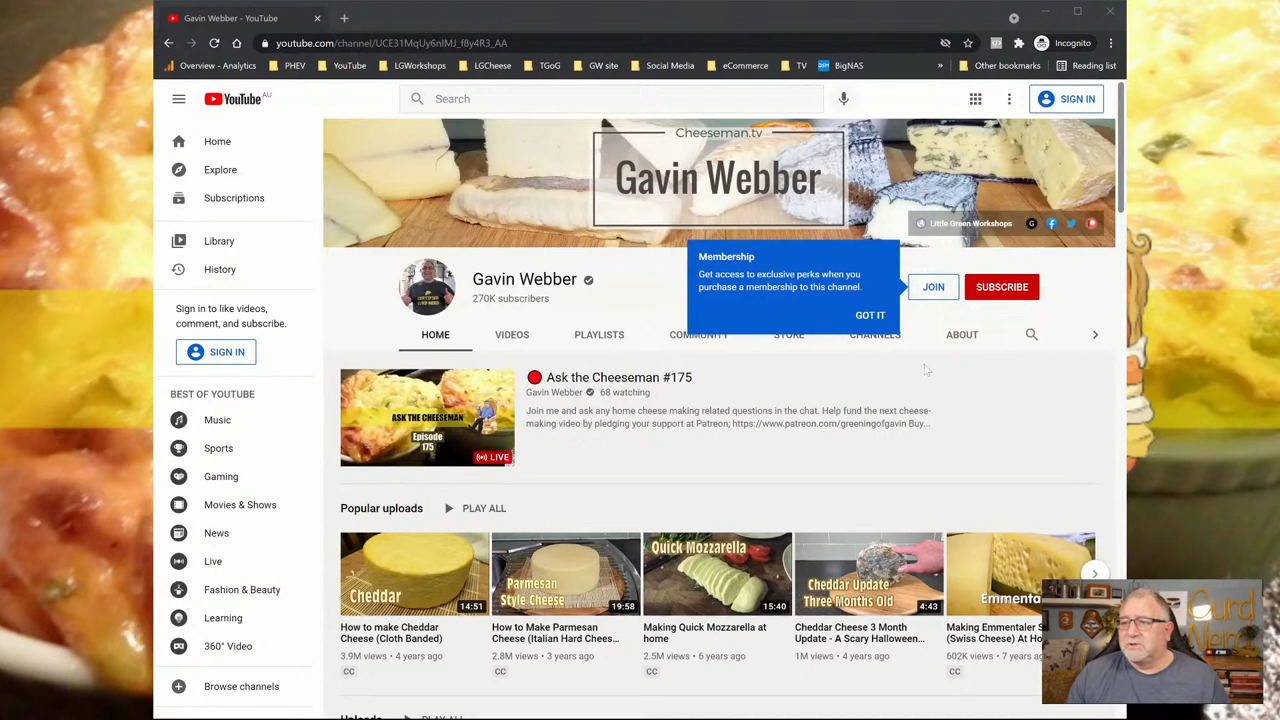 Gavin Webber - YouTube
youtube.com/channel/UCE31MqUy6nIMJ_f8y4R3_AA
Incognito
Overview - Analytics
PHEV
YouTube
LGWorkshops
LGCheese
TGoG
GW site
Social Media
eCommerce
TV
BigNAS
Other bookmarks
Reading list
YouTube AU
Search
SIGN IN
Home
Explore
Subscriptions
Library
History
Sign in to like videos,
comment, and subscribe.
SIGN IN
BEST OF YOUTUBE
Music
Sports
Gaming
Movies & Shows
News
Live
Fashion & Beauty
Learning
360° Video
Browse channels
Cheeseman.tv
Gavin Webber
Little Green Workshops
Gavin Webber
270K subscribers
Membership
Get access to exclusive perks when you
purchase a membership to this channel.
GOT IT
JOIN
SUBSCRIBE
HOME
VIDEOS
PLAYLISTS
COMMUNITY
STORE
CHANNELS
ABOUT
ASK THE CHEESEMAN
Episode
175
LIVE
Ask the Cheeseman #175
Gavin Webber 68 watching
Join me and ask any home cheese making related questions in the chat. Help fund the next cheese-
making video by pledging your support at Patreon; https://www.patreon.com/greeningofgavin Buy...
Popular uploads
PLAY ALL
Cheddar
14:51
How to make Cheddar
Cheese (Cloth Banded)
3.9M views • 4 years ago
CC
Parmesan
Style Cheese
19:58
How to Make Parmesan
Cheese (Italian Hard Chees...
2.8M views • 3 years ago
CC
Quick Mozzarella
15:40
Making Quick Mozzarella at
home
2.5M views • 6 years ago
CC
Cheddar Update
Three Months Old
4:43
Cheddar Cheese 3 Month
Update - A Scary Halloween...
1M views • 4 years ago
Emmenta
Making Emmentaler S
(Swiss Cheese) At Ho
602K views • 7 years ag
CC
Curd
Nerd
Uploads
PLAY ALL